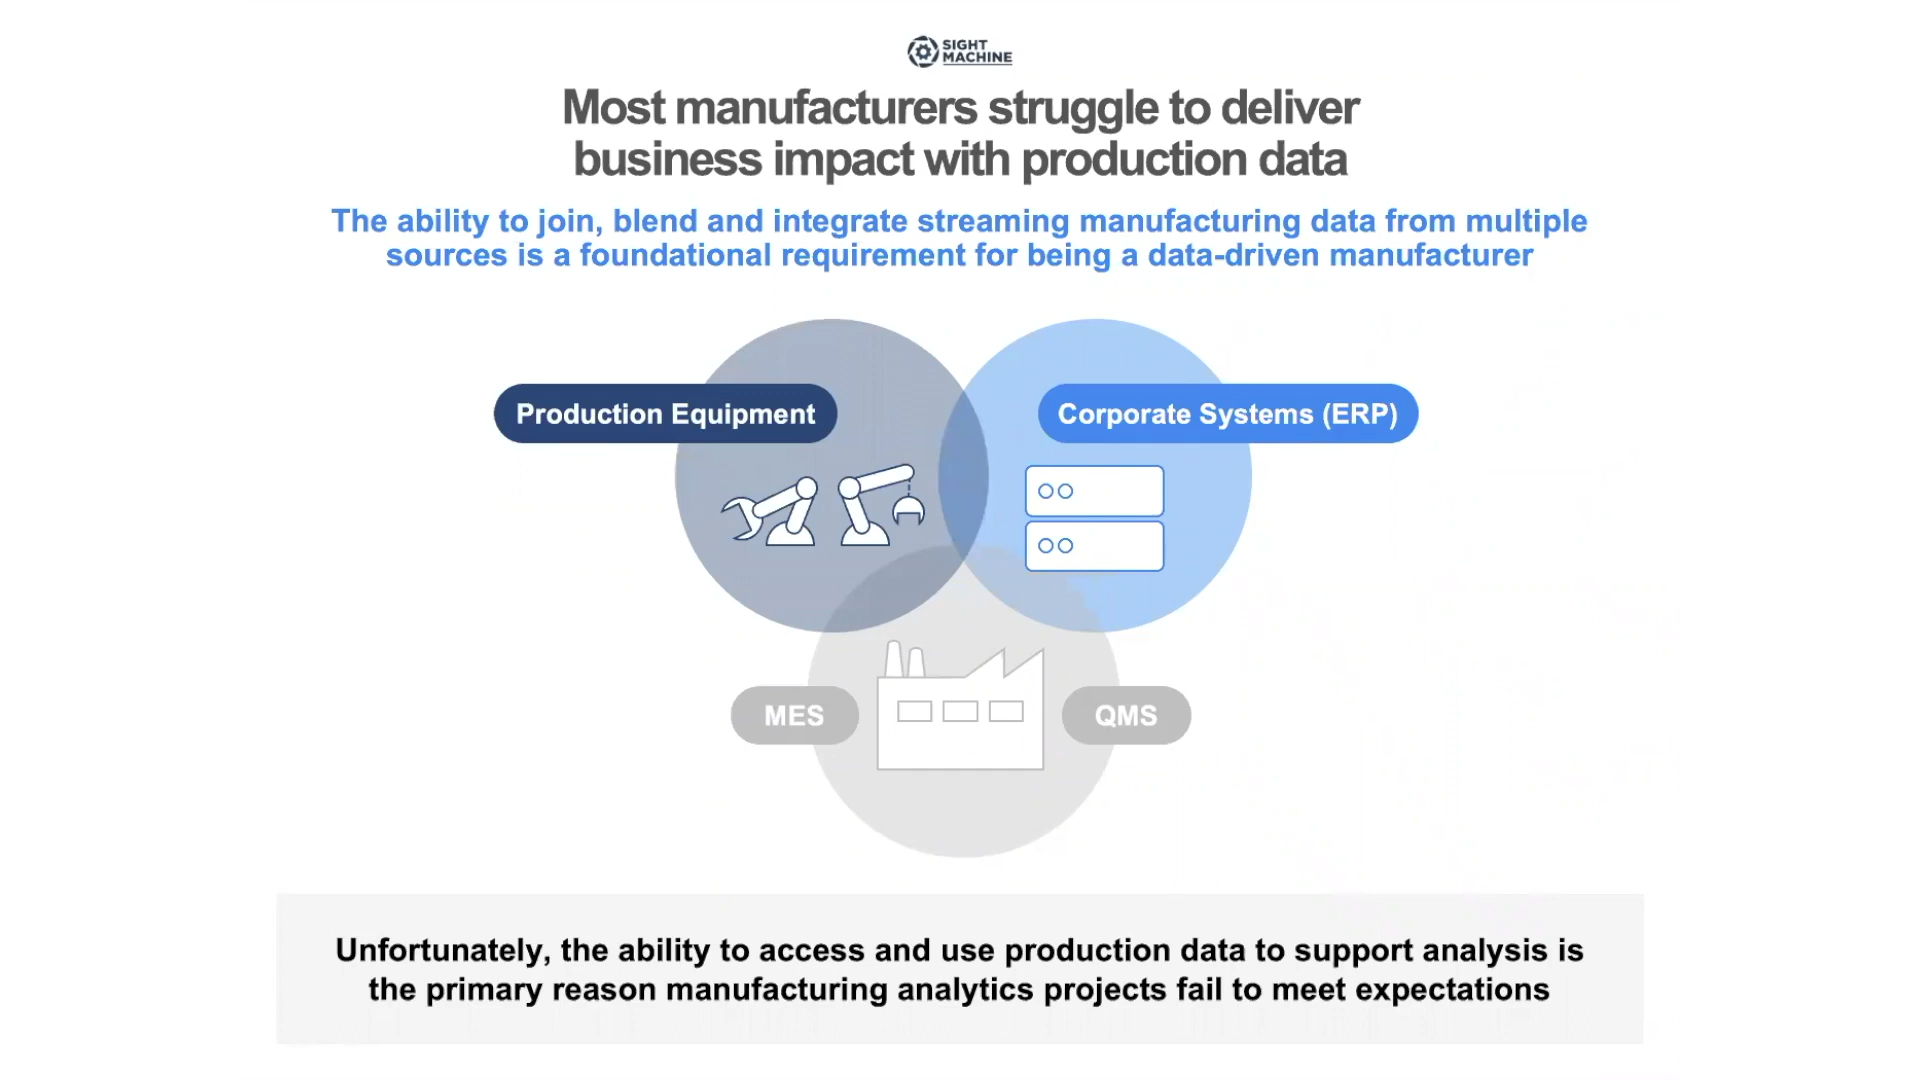 SIGHT
MACHINE
Most manufacturers struggle to deliver
business impact with production data
The ability to join, blend and integrate streaming manufacturing data from multiple
sources is a foundational requirement for being a data-driven manufacturer
Production Equipment
Corporate Systems (ERP)
MES
QMS
Unfortunately, the ability to access and use production data to support analysis is
the primary reason manufacturing analytics projects fail to meet expectations